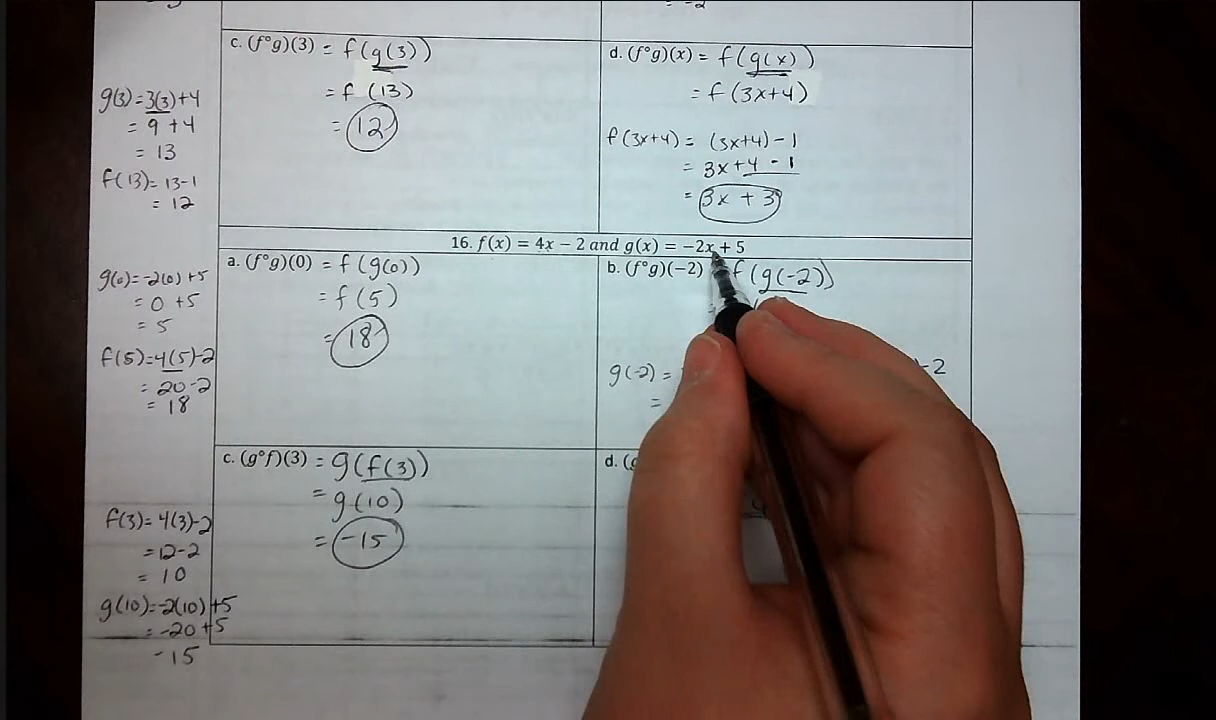 -2
c. (f°g)(3) = f(g(3))
= f (13)
= 12
g(3)=3(3)+4
= 9 +4
= 13
f(13)= 13-1
= 12
d. (f°g)(x) = f(g(x))
= f(3x+4)
f(3x+4) = (3x+4)-1
= 3x+4 - 1
= 3x + 3
16. f(x) = 4x − 2 and g(x) = −2x + 5
a. (f°g)(0) = f(g(0))
= f(5)
= 18
g(0)=-2(0)+5
= 0 +5
= 5
f(5)=4(5)-2
= 20-2
= 18
b. (f°g)(−2) f(g(-2))
g(-2) = -2
=
c. (g°f)(3) = g(f(3))
= g(10)
= -15
f(3)= 4(3)-2
= 12-2
= 10
g(10)=-2(10)+5
= -20+5
-15
d.